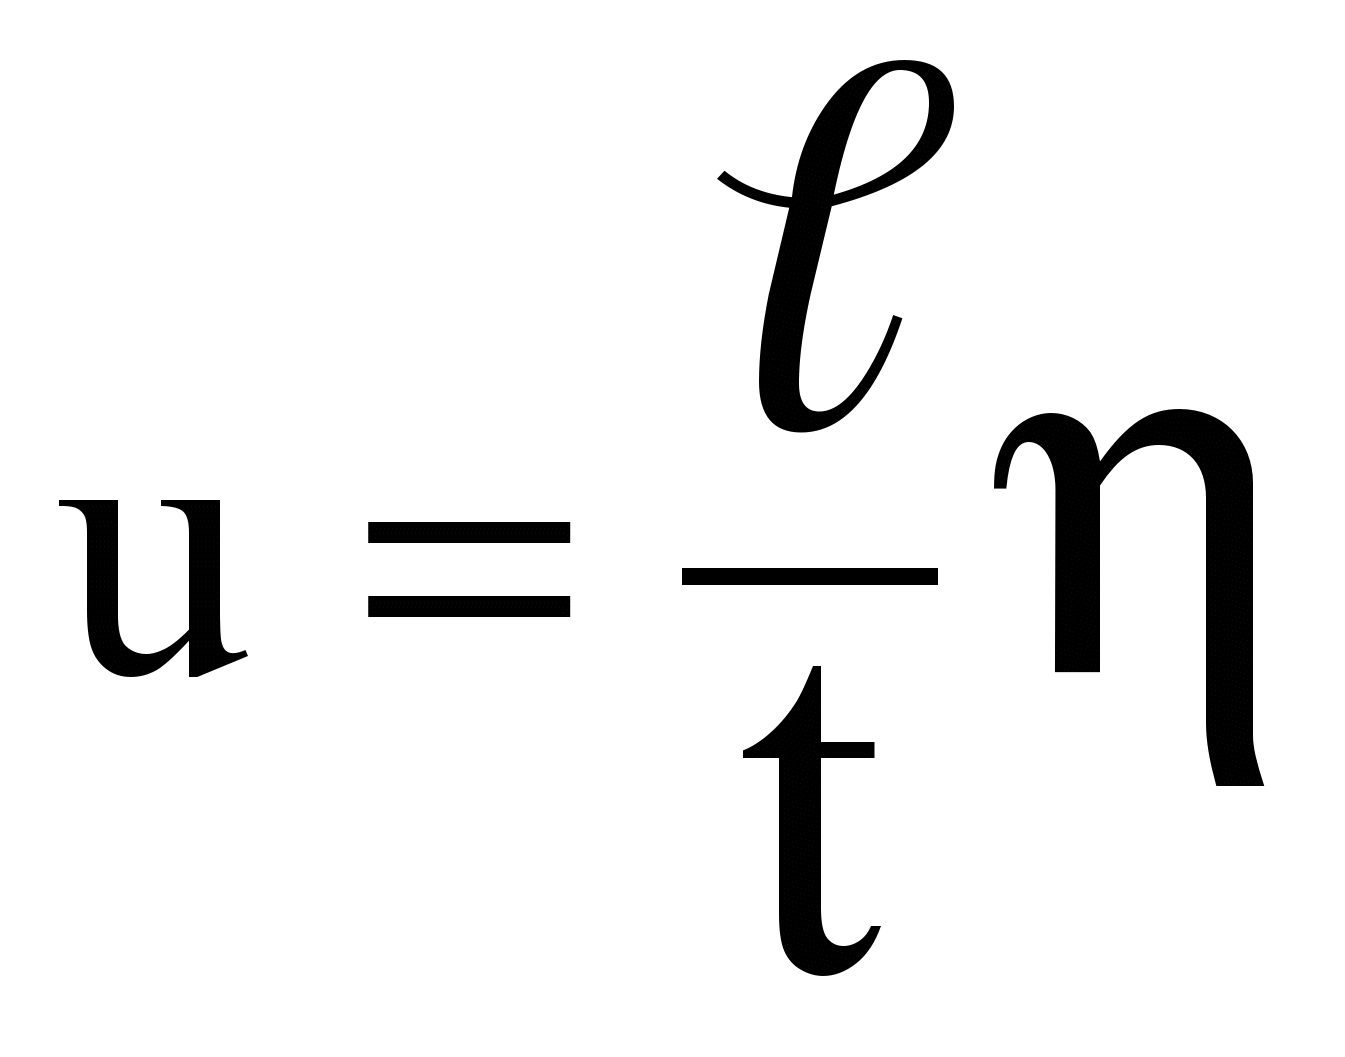 u = ℓ/t η